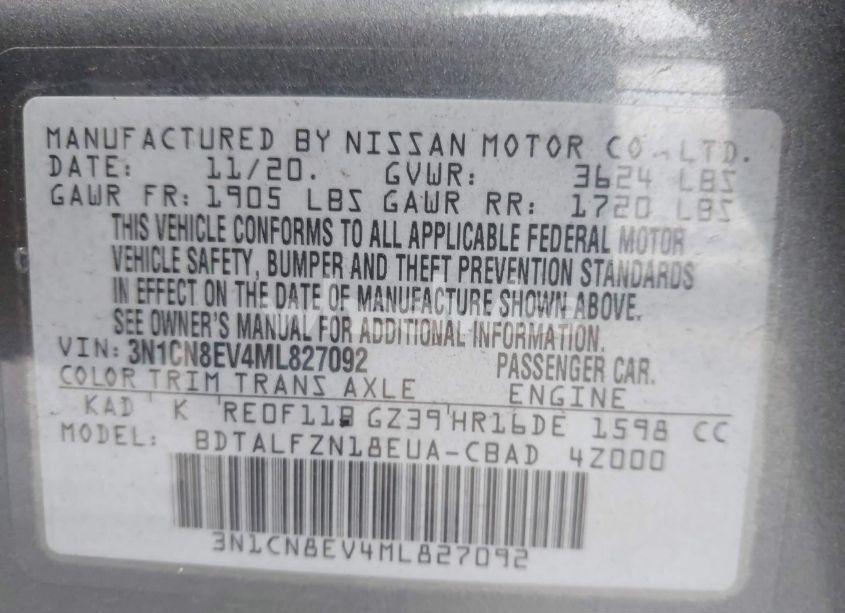 MANUFACTURED BY NISSAN MOTOR CO.,LTD.
DATE: 11/20. GVWR: 3624 LBS
GAWR FR: 1905 LBS GAWR RR: 1720 LBS
THIS VEHICLE CONFORMS TO ALL APPLICABLE FEDERAL MOTOR
VEHICLE SAFETY, BUMPER AND THEFT PREVENTION STANDARDS
IN EFFECT ON THE DATE OF MANUFACTURE SHOWN ABOVE.
SEE OWNER'S MANUAL FOR ADDITIONAL INFORMATION.
VIN: 3N1CN8EV4ML827092 PASSENGER CAR.
COLOR TRIM TRANS AXLE ENGINE
KAD K RE0F11B GZ39 HR16DE 1598 CC
MODEL: BDTALFZN18EUA-CBAD 4Z000
3N1CN8EV4ML827092